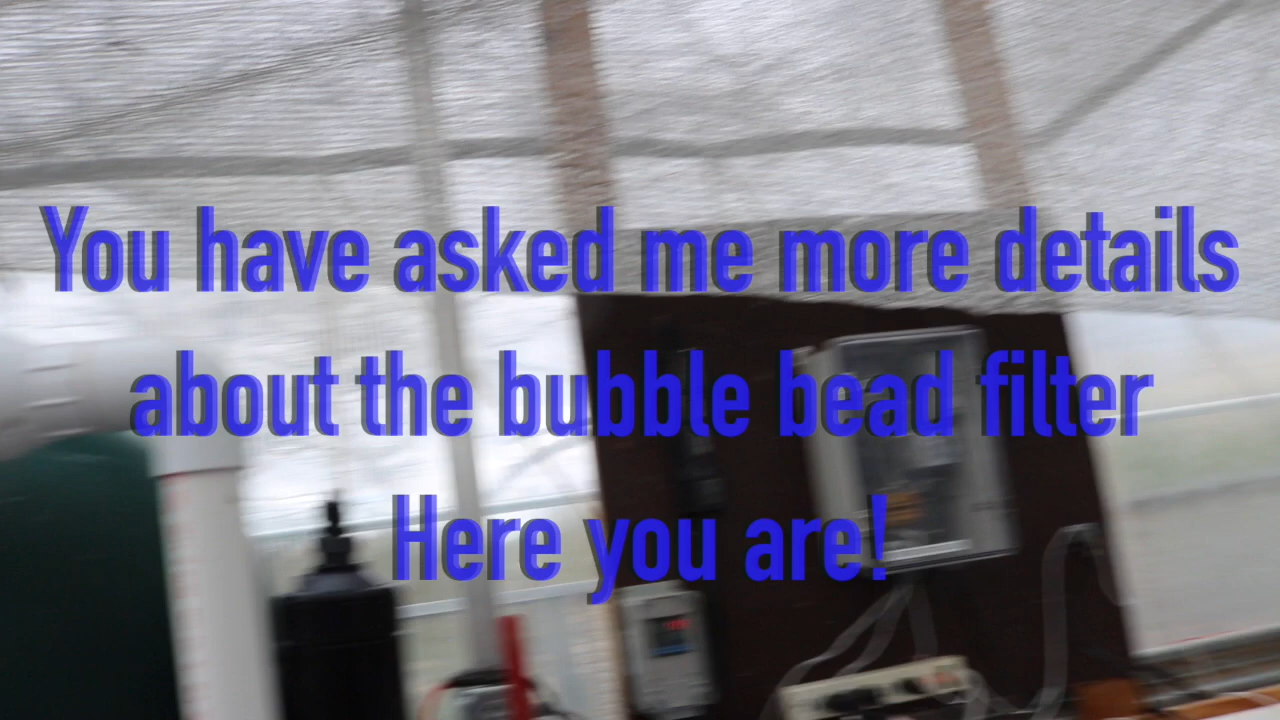 You have asked me more details
about the bubble bead filter
Here you are!